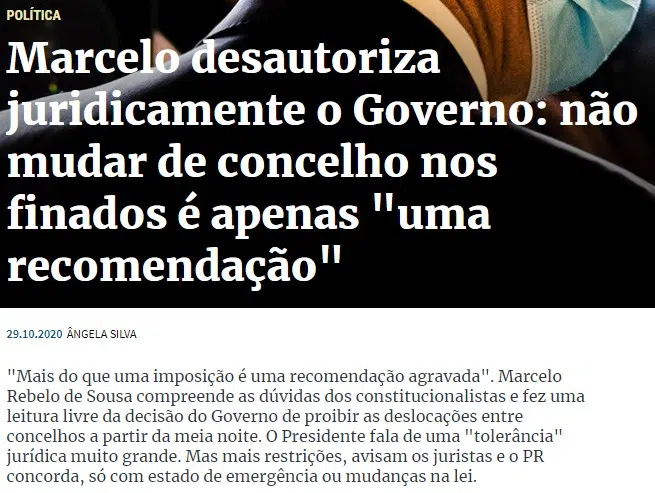 POLÍTICA
Marcelo desautoriza
juridicamente o Governo: não
mudar de concelho nos
finados é apenas "uma
recomendação"
29.10.2020 ÂNGELA SILVA
"Mais do que uma imposição é uma recomendação agravada". Marcelo
Rebelo de Sousa compreende as dúvidas dos constitucionalistas e fez uma
leitura livre da decisão do Governo de proibir as deslocações entre
concelhos a partir da meia noite. O Presidente fala de uma "tolerância"
jurídica muito grande. Mas mais restrições, avisam os juristas e o PR
concorda, só com estado de emergência ou mudanças na lei.